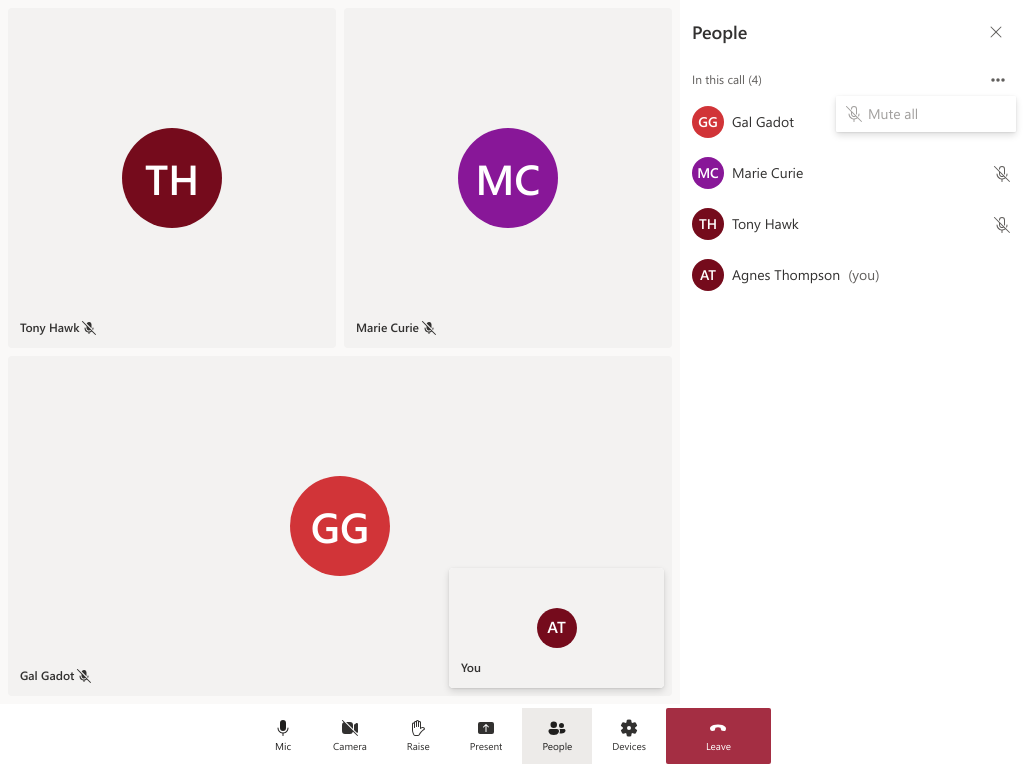 TH
Tony Hawk
MC
Marie Curie
GG
Gal Gadot
AT
You
People
In this call (4)
Mute all
GG Gal Gadot
MC Marie Curie
TH Tony Hawk
AT Agnes Thompson (you)
Mic
Camera
Raise
Present
People
Devices
Leave